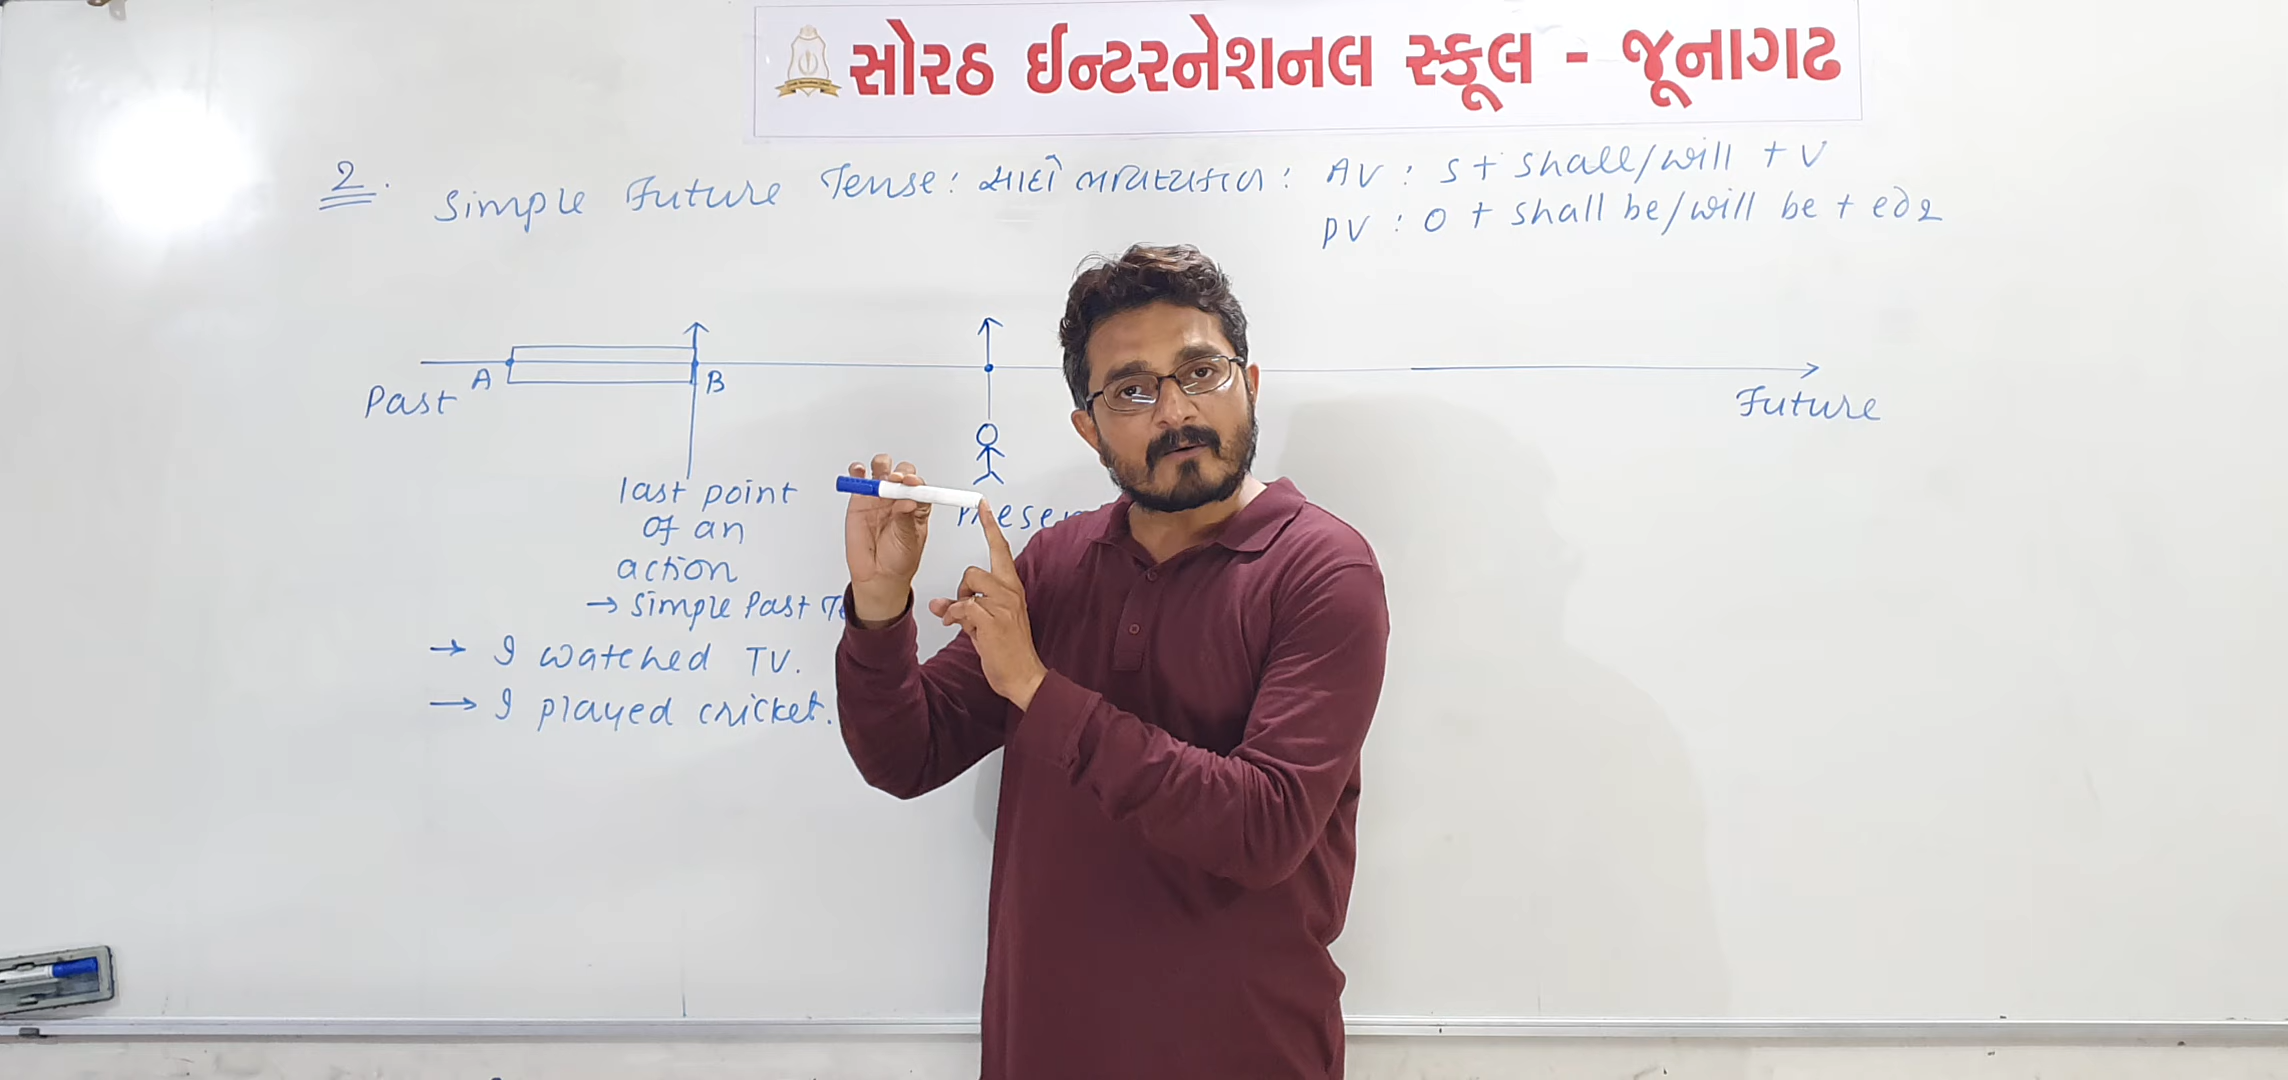 સોરઠ ઈન્ટરનેશનલ સ્કૂલ - જૂનાગઢ
2. Simple Future Tense: સાદો ભવિષ્યકાળ: AV: S + shall/will + V
PV: O + shall be/will be + ed2
Past A B Future
last point
of an
action
→ Simple Past
→ I watched TV.
→ I played cricket.